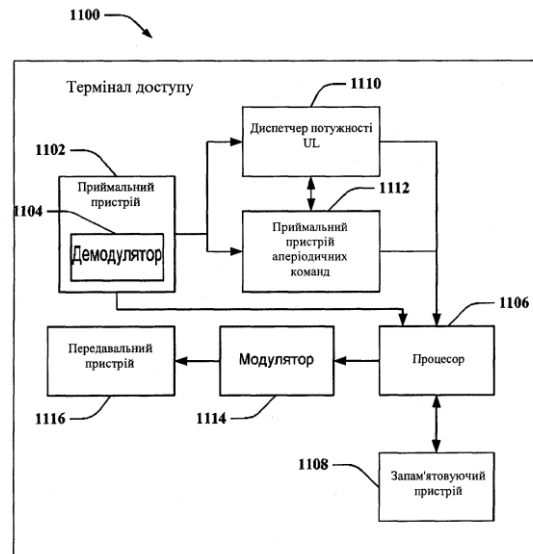 1100
Термінал доступу
1110
Диспетчер потужності
UL
1102
Приймальний
пристрій
1104
Демодулятор
1112
Приймальний
пристрій
аперіодичних
команд
1106
Передавальний
пристрій
Модулятор
Процесор
1116
1114
1108
Запам'ятовуючий
пристрій